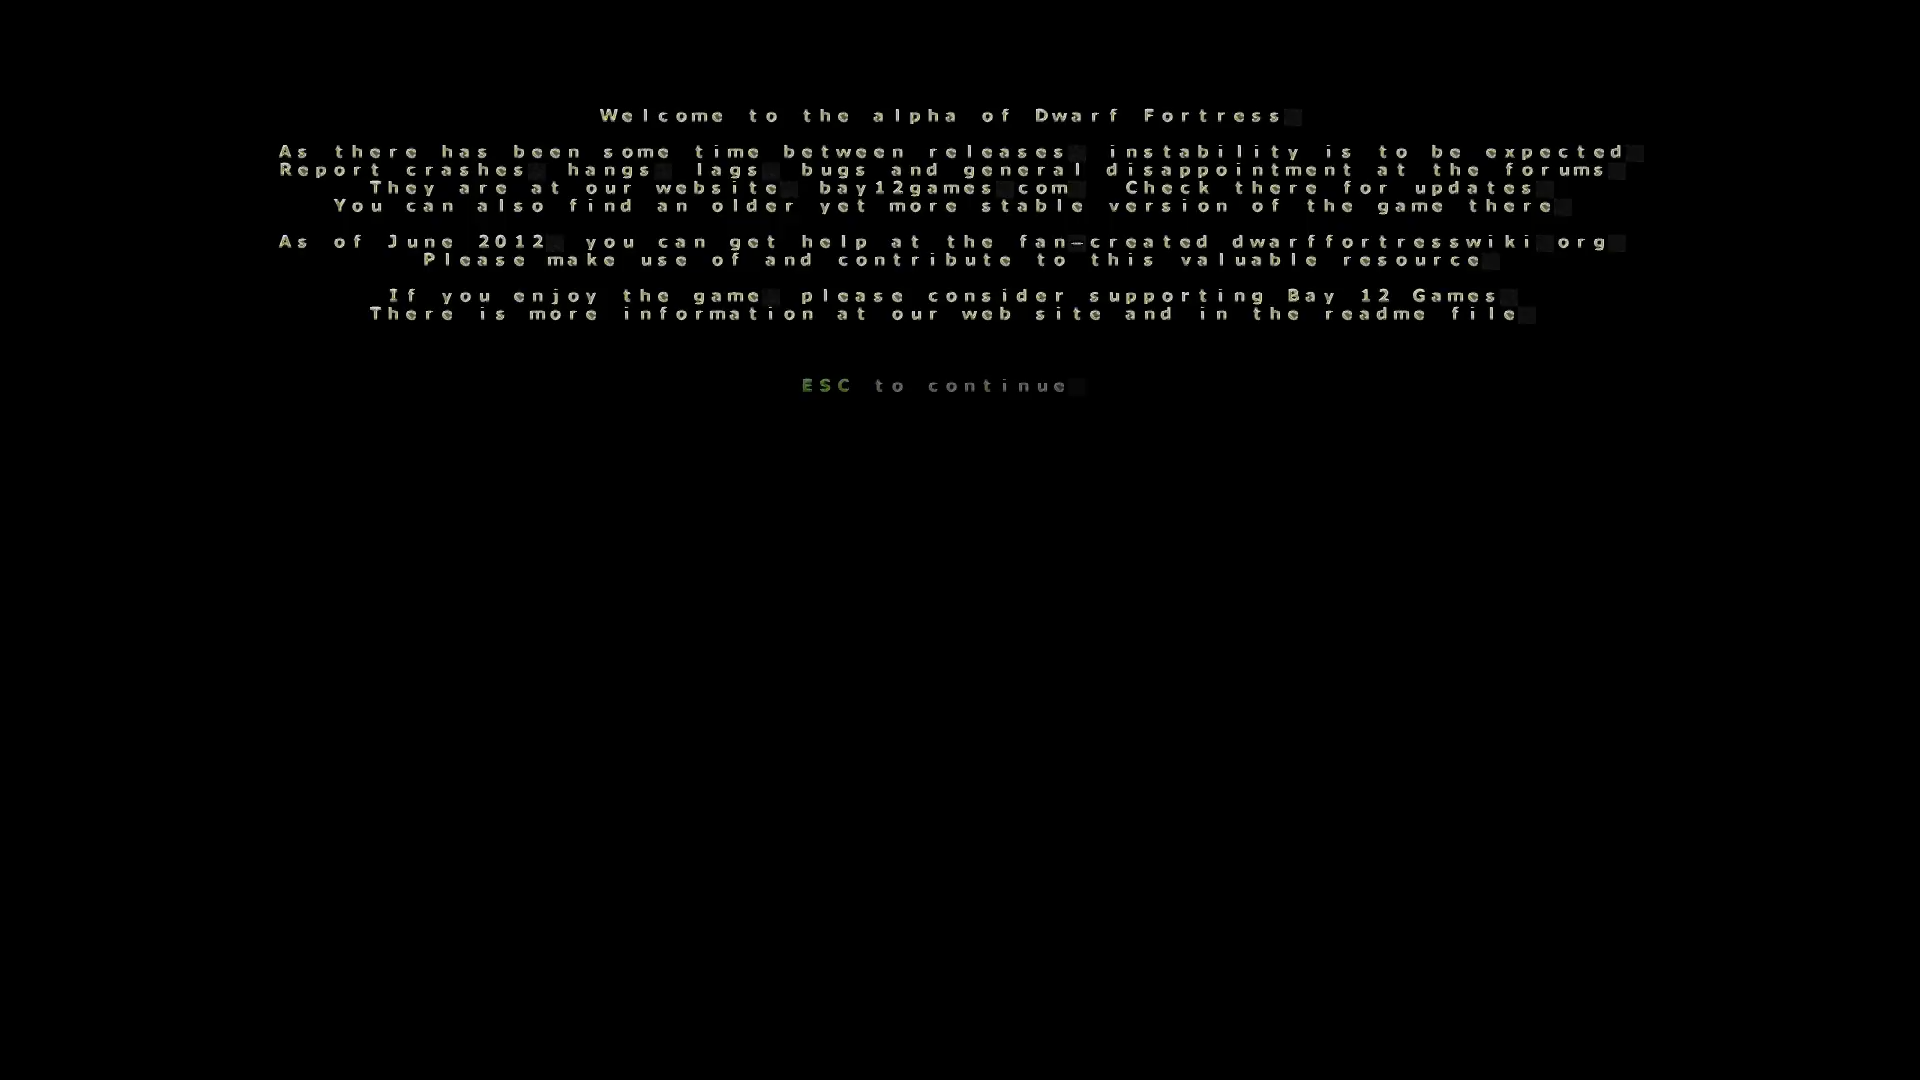 Welcome to the alpha of Dwarf Fortress
As there has been some time between releases instability is to be expected
Report crashes hangs lags bugs and general disappointment at the forums
They are at our website bay12games com Check there for updates
You can also find an older yet more stable version of the game there
As of June 2012 you can get help at the fan-created dwarffortresswiki org
Please make use of and contribute to this valuable resource
If you enjoy the game please consider supporting Bay 12 Games
There is more information at our web site and in the readme file
ESC to continue